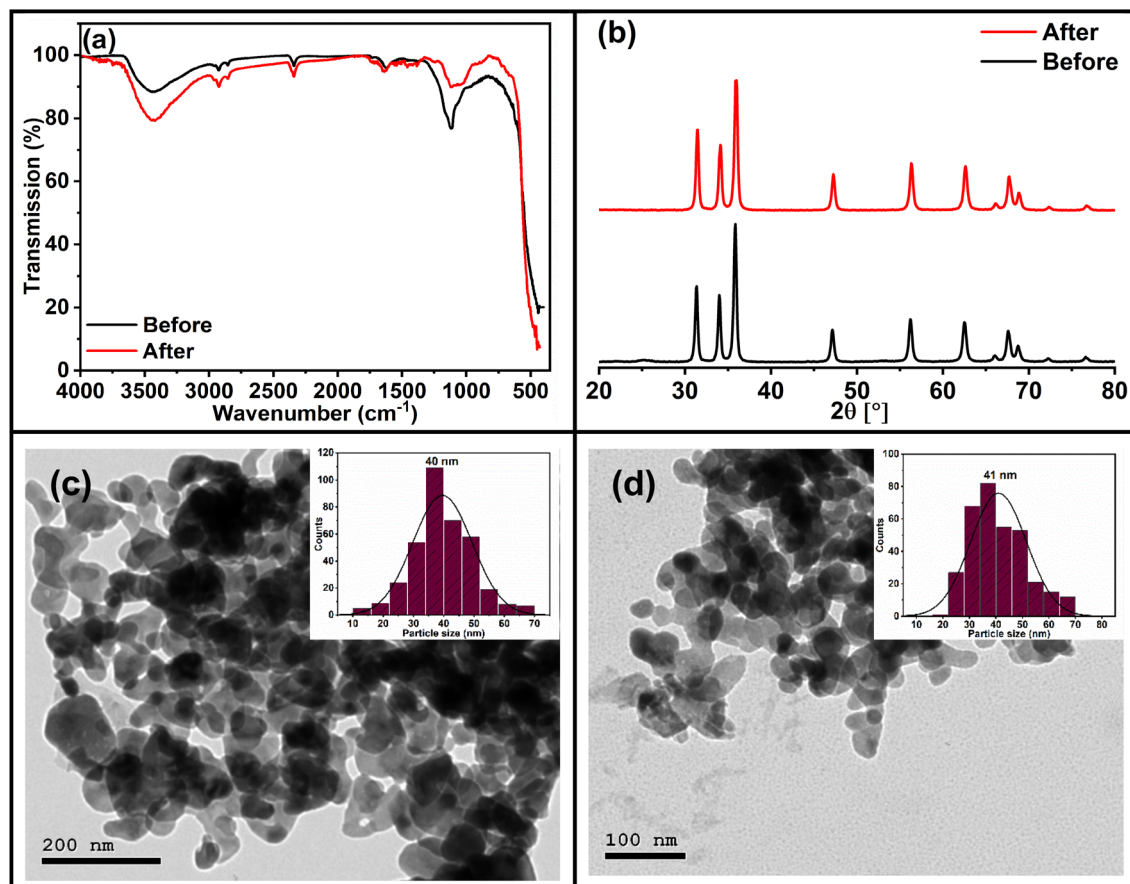 (a)
100
80
60
40
20
0
Transmission (%)
Before
After
4000 3500 3000 2500 2000 1500 1000 500
Wavenumber (cm⁻¹)
(b)
After
Before
20 30 40 50 60 70 80
2θ [°]
(c)
40 nm
120
100
80
60
40
20
0
Counts
10 20 30 40 50 60 70
Particle size (nm)
200 nm
(d)
41 nm
100
80
60
40
20
0
Counts
10 20 30 40 50 60 70 80
Particle size (nm)
100 nm